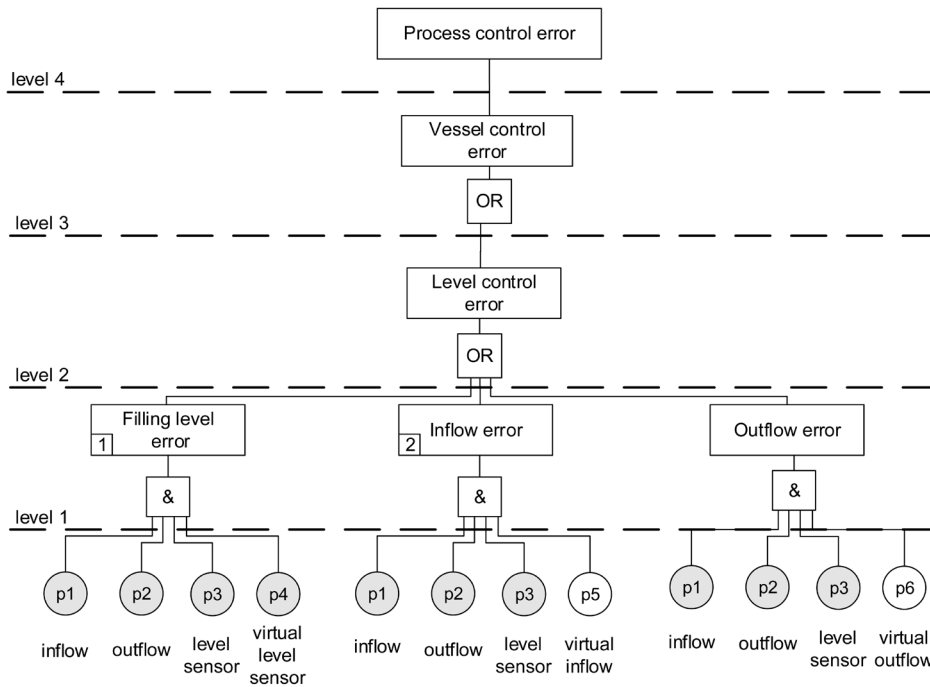 Process control error
level 4
Vessel control
error
OR
level 3
Level control
error
OR
level 2
Filling level
error
1
Inflow error
2
Outflow error
&
&
&
level 1
p1
p2
p3
p4
p1
p2
p3
p5
p1
p2
p3
p6
inflow
outflow
level
sensor
virtual
level
sensor
inflow
outflow
level
sensor
virtual
inflow
inflow
outflow
level
sensor
virtual
outflow